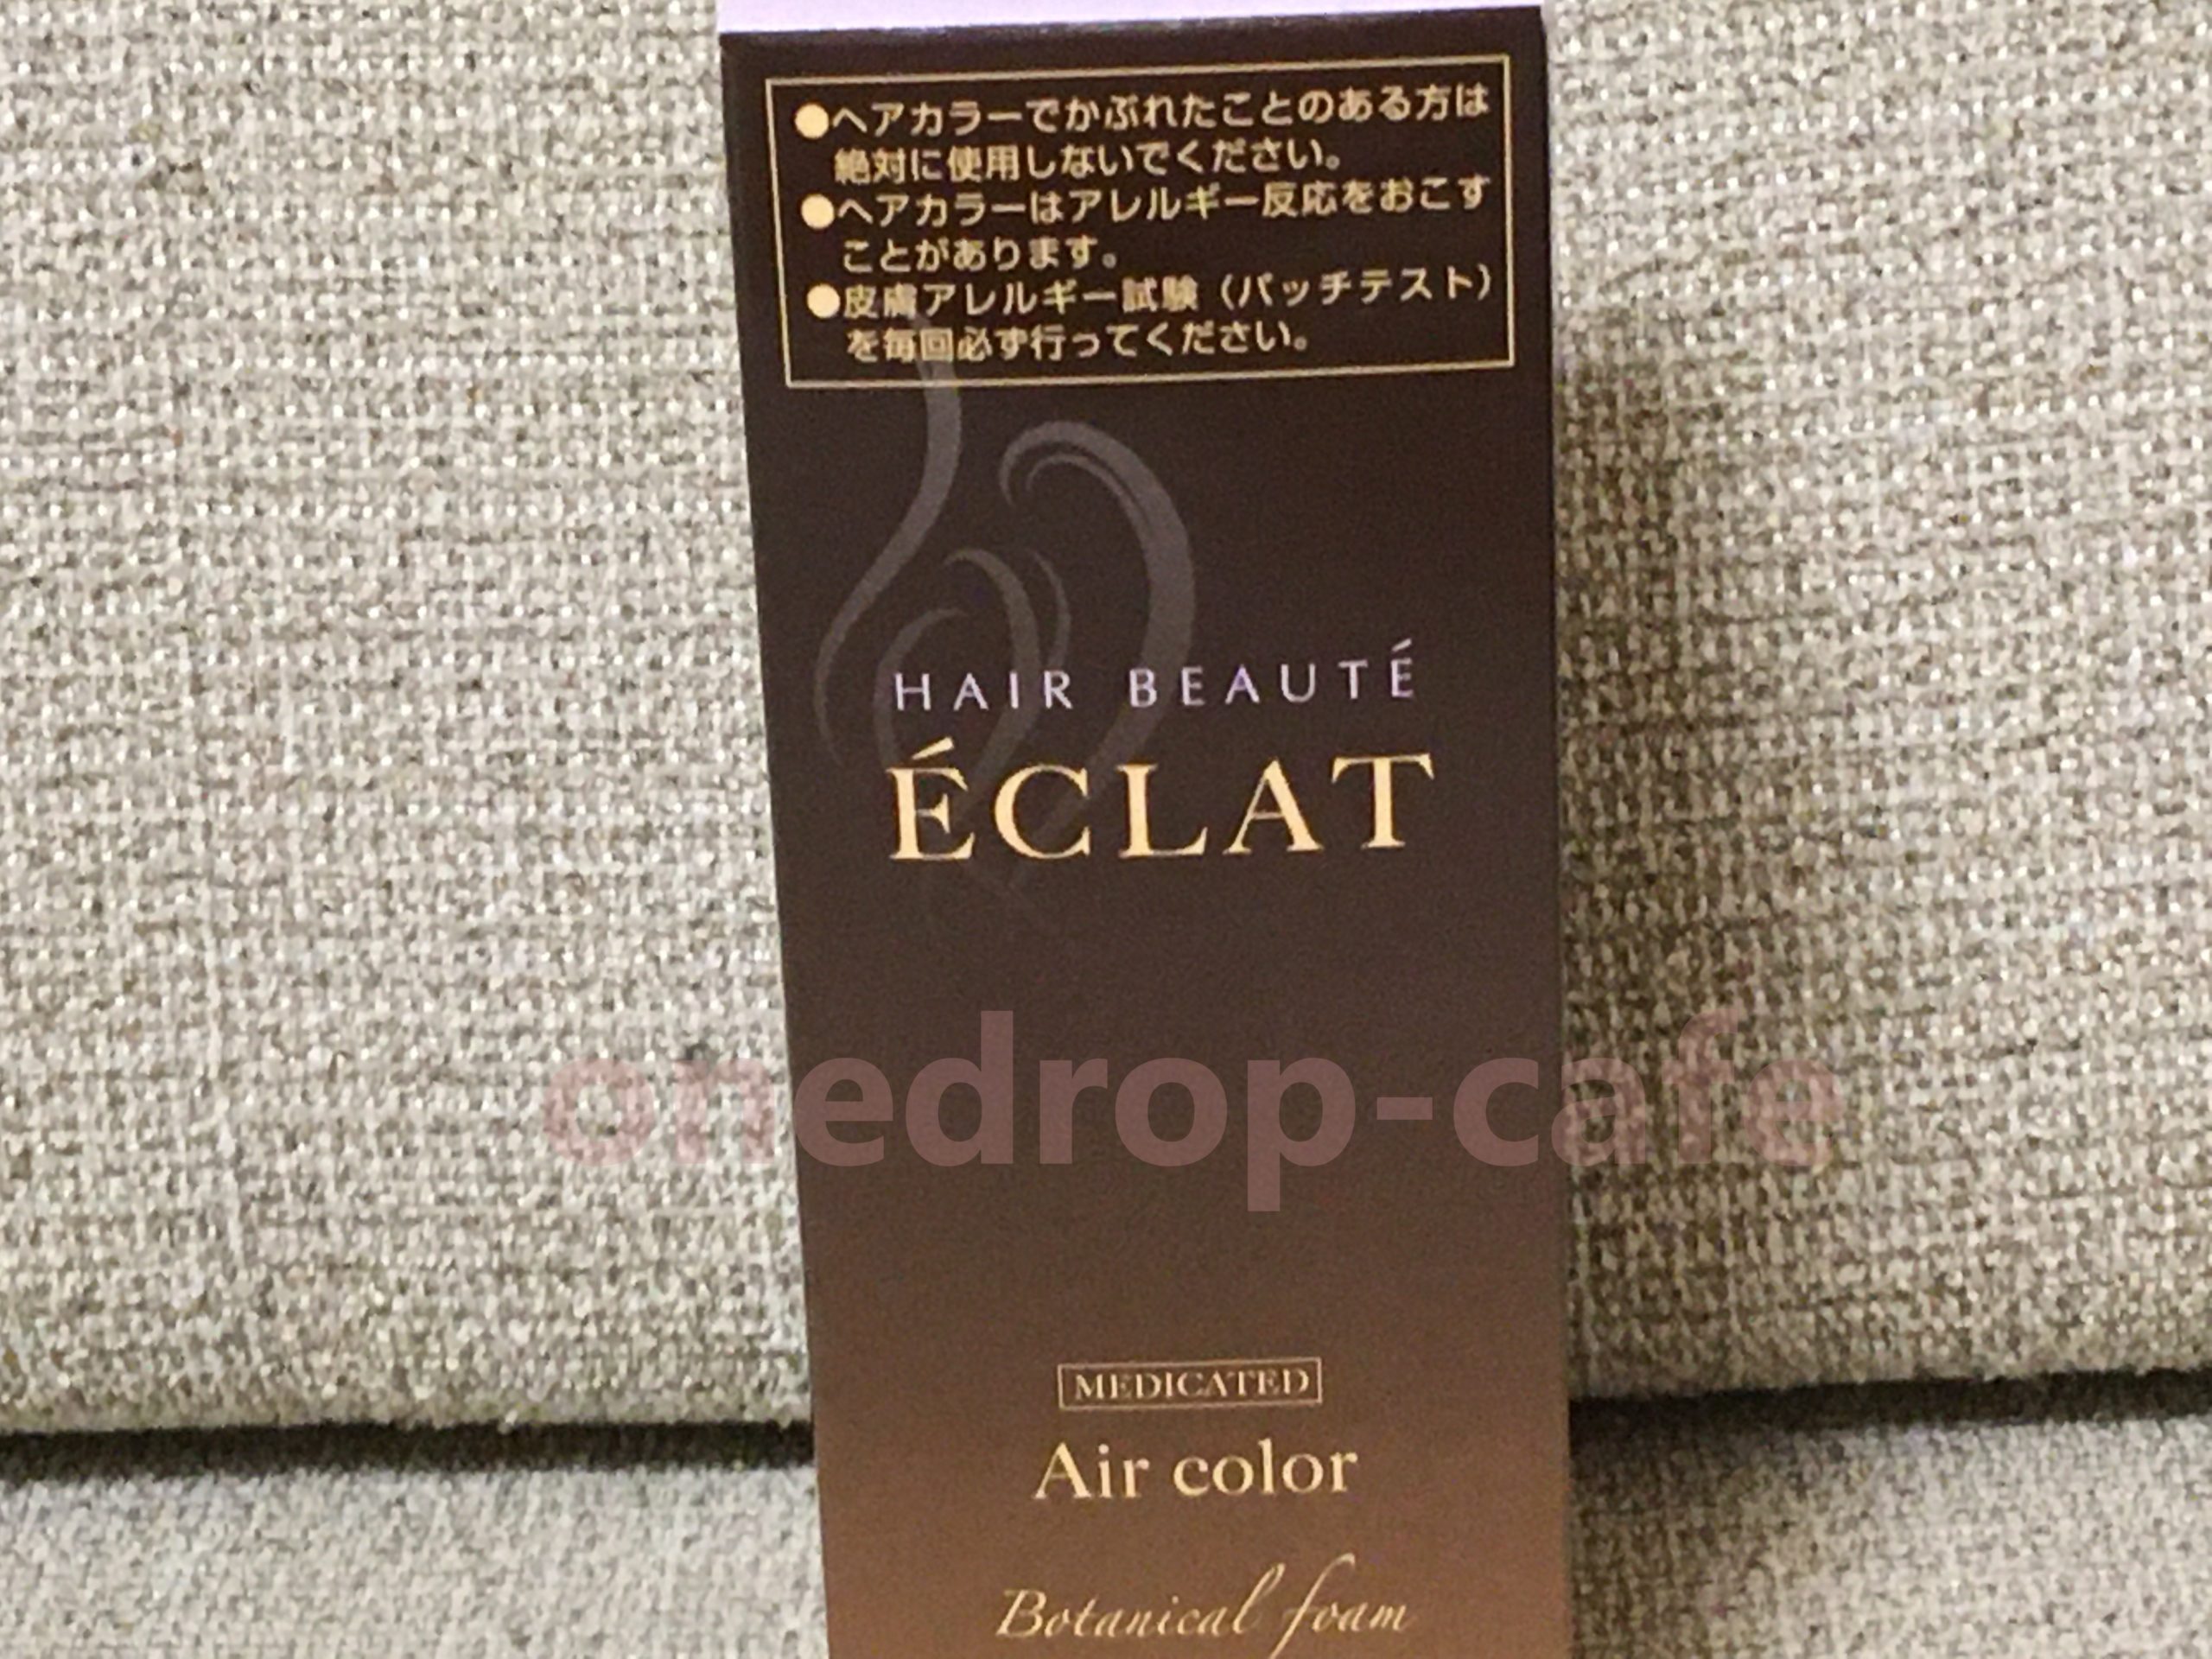 ●ヘアカラーでかぶれたことのある方は
絶対に使用しないでください。
●ヘアカラーはアレルギー反応をおこす
ことがあります。
●皮膚アレルギー試験（パッチテスト）
を毎回必ず行ってください。
HAIR BEAUTÉ
ÉCLAT
onedrop-cafe
MEDICATED
Air color
Botanical foam